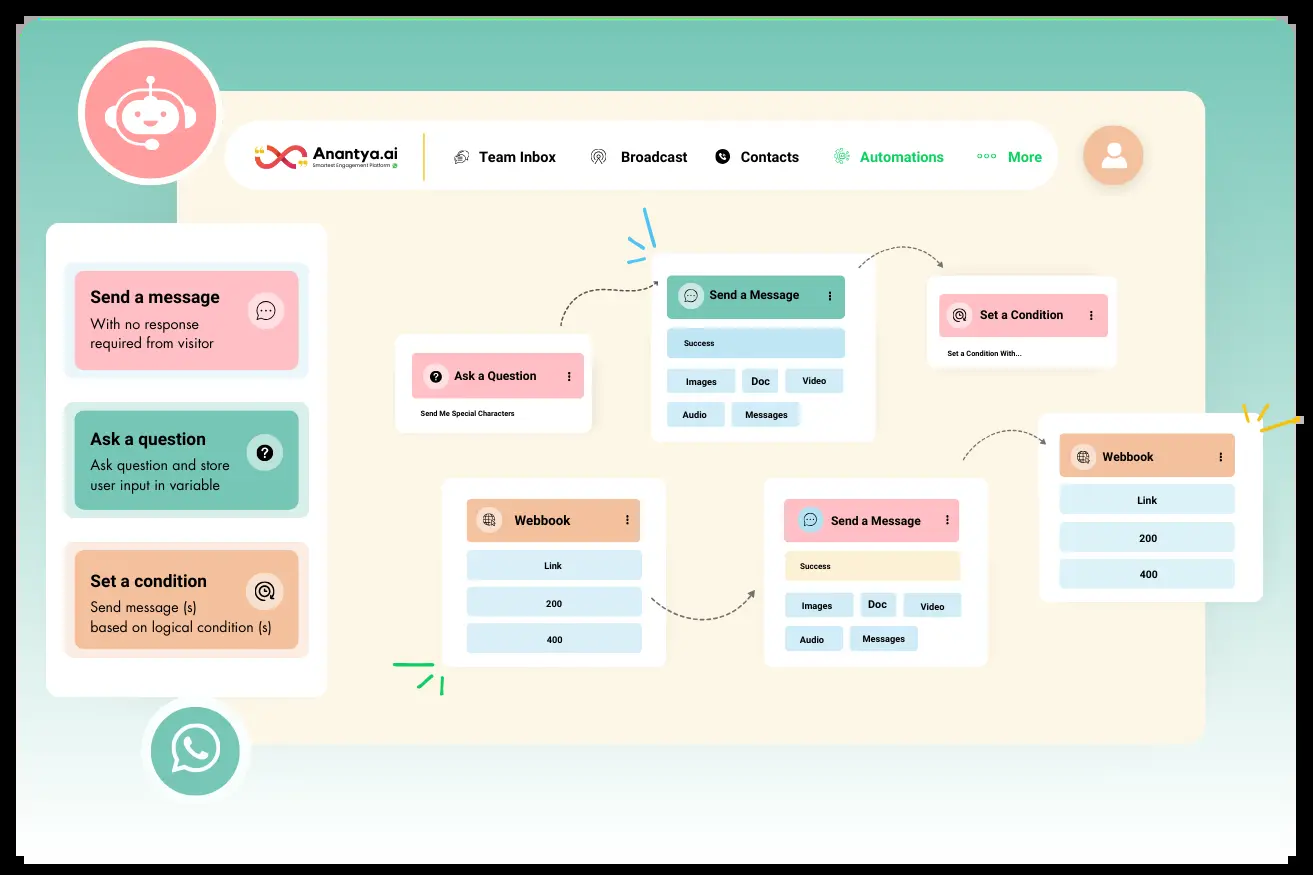 Anantya.ai
Smartest Engagement Platform
Team Inbox
Broadcast
Contacts
Automations
More
Send a message
With no response
required from visitor
Ask a question
Ask question and store
user input in variable
Set a condition
Send message (s)
based on logical condition (s)
Ask a Question
Send Me Special Characters
Send a Message
Success
Images
Doc
Video
Audio
Messages
Set a Condition
Set a Condition With...
Webbook
Link
200
400
Send a Message
Success
Images
Doc
Video
Audio
Messages
Webbook
Link
200
400